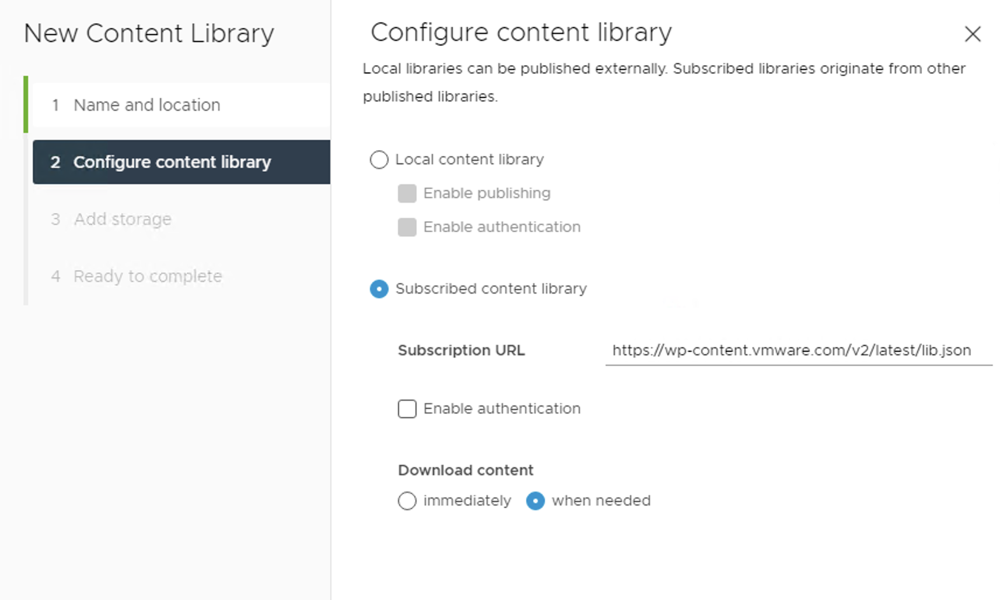 New Content Library
1 Name and location
2 Configure content library
3 Add storage
4 Ready to complete
Configure content library
Local libraries can be published externally. Subscribed libraries originate from other
published libraries.
Local content library
Enable publishing
Enable authentication
Subscribed content library
Subscription URL https://wp-content.vmware.com/v2/latest/lib.json
Enable authentication
Download content
immediately when needed